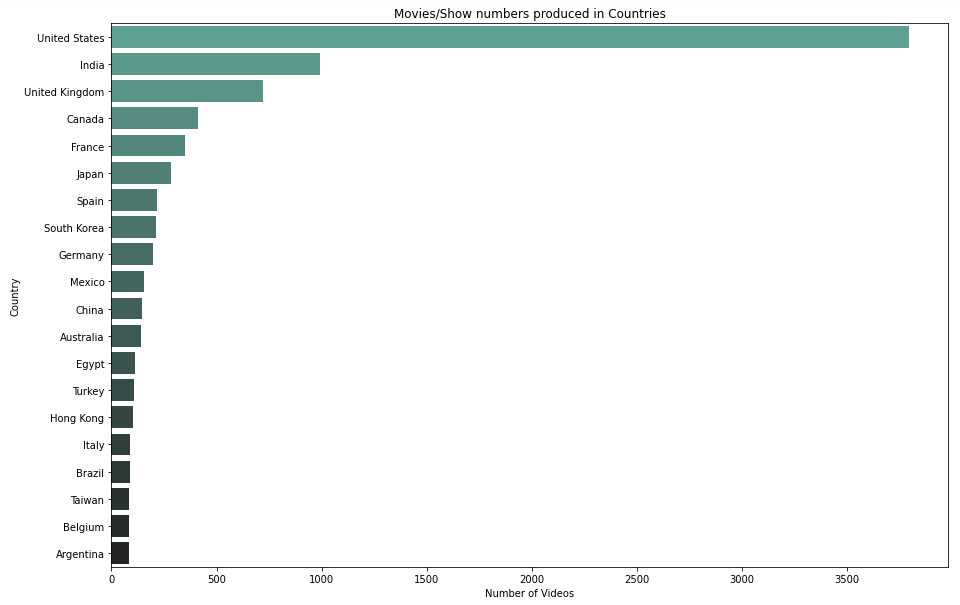 Movies/Show numbers produced in Countries
United States
India
United Kingdom
Canada
France
Japan
Spain
South Korea
Germany
Mexico
China
Australia
Egypt
Turkey
Hong Kong
Italy
Brazil
Taiwan
Belgium
Argentina
Country
0 500 1000 1500 2000 2500 3000 3500
Number of Videos